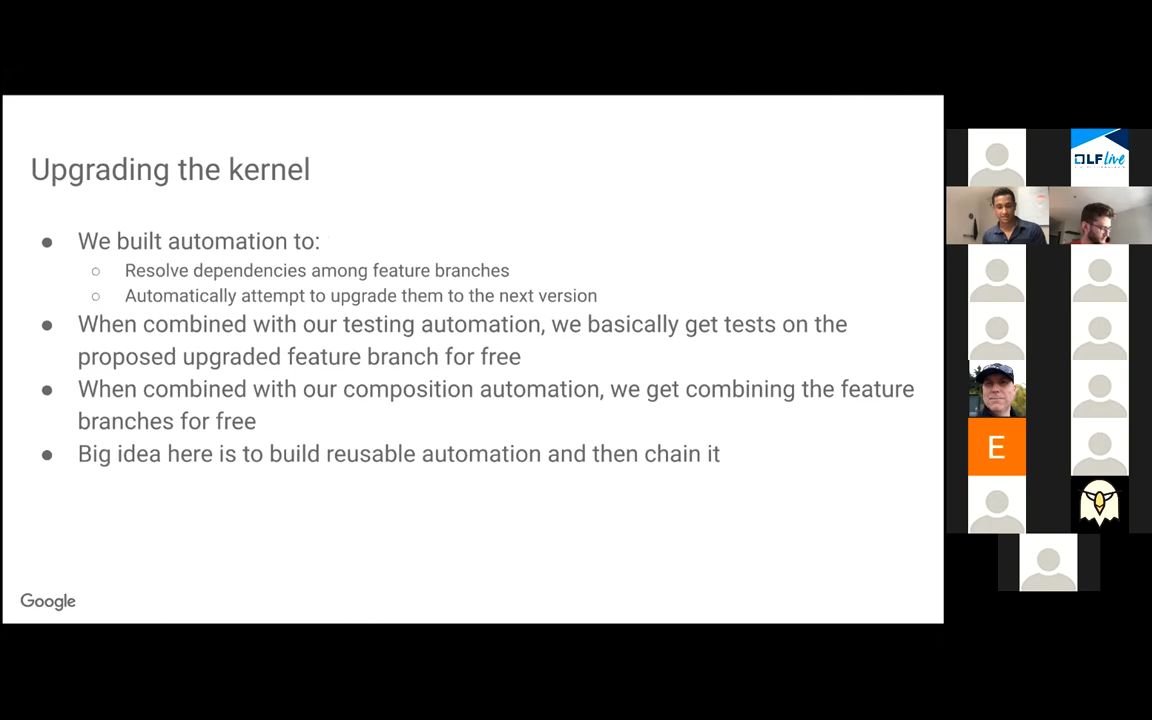 Upgrading the kernel
● We built automation to:
○ Resolve dependencies among feature branches
○ Automatically attempt to upgrade them to the next version
● When combined with our testing automation, we basically get tests on the
proposed upgraded feature branch for free
● When combined with our composition automation, we get combining the feature
branches for free
● Big idea here is to build reusable automation and then chain it
Google
LF live
E